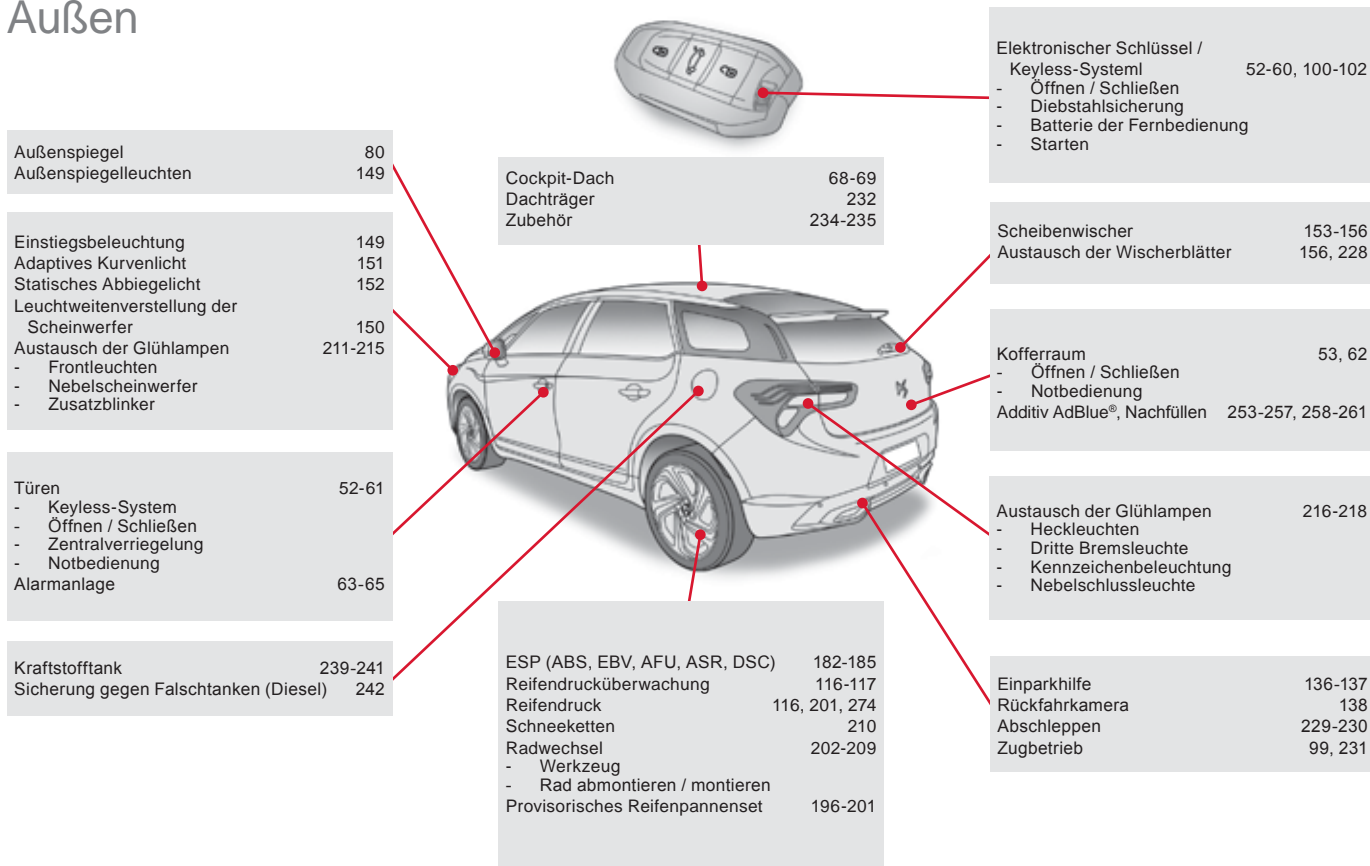 Außen
Elektronischer Schlüssel /
Keyless-Systeml 52-60, 100-102
- Öffnen / Schließen
- Diebstahlsicherung
- Batterie der Fernbedienung
- Starten
Außenspiegel 80
Außenspiegelleuchten 149
Cockpit-Dach 68-69
Dachträger 232
Zubehör 234-235
Einstiegsbeleuchtung 149
Adaptives Kurvenlicht 151
Statisches Abbiegelicht 152
Leuchtweitenverstellung der
Scheinwerfer 150
Austausch der Glühlampen 211-215
- Frontleuchten
- Nebelscheinwerfer
- Zusatzblinker
Scheibenwischer 153-156
Austausch der Wischerblätter 156, 228
Kofferraum 53, 62
- Öffnen / Schließen
- Notbedienung
Additiv AdBlue®, Nachfüllen 253-257, 258-261
Türen 52-61
- Keyless-System
- Öffnen / Schließen
- Zentralverriegelung
- Notbedienung
Alarmanlage 63-65
Austausch der Glühlampen 216-218
- Heckleuchten
- Dritte Bremsleuchte
- Kennzeichenbeleuchtung
- Nebelschlussleuchte
Kraftstofftank 239-241
Sicherung gegen Falschtanken (Diesel) 242
ESP (ABS, EBV, AFU, ASR, DSC) 182-185
Reifendrucküberwachung 116-117
Reifendruck 116, 201, 274
Schneeketten 210
Radwechsel 202-209
- Werkzeug
- Rad abmontieren / montieren
Provisorisches Reifenpannenset 196-201
Einparkhilfe 136-137
Rückfahrkamera 138
Abschleppen 229-230
Zugbetrieb 99, 231